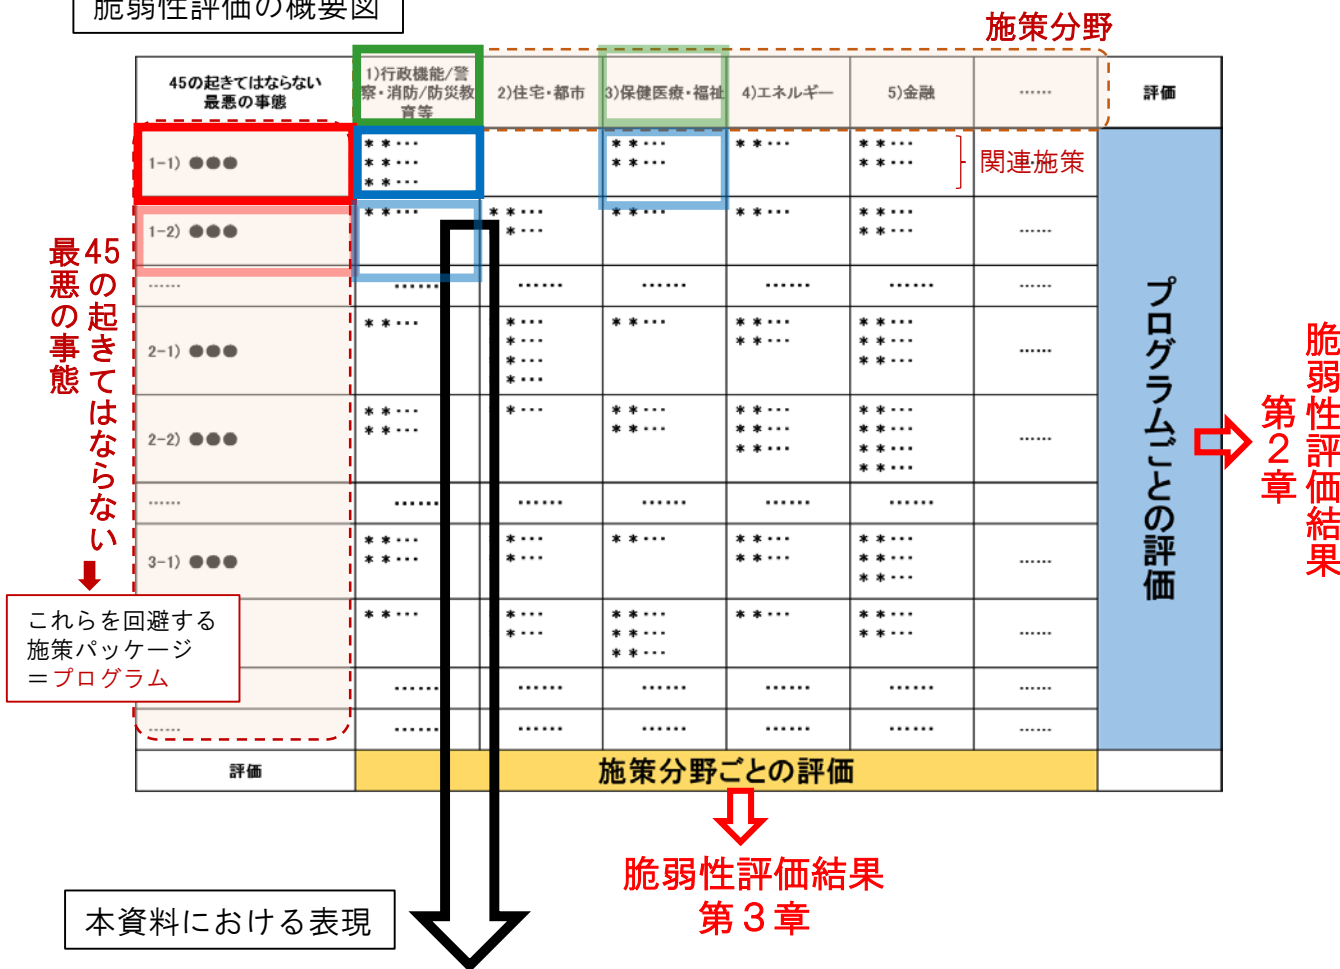 脆弱性評価の概要図
施策分野
45の起きてはならない
最悪の事態
1)行政機能/警
察・消防/防災教
育等
2)住宅・都市
3)保健医療・福祉
4)エネルギー
5)金融
……
評価
1-1) ●●●
＊＊…
＊＊…
＊＊…
＊＊…
＊＊…
＊＊…
＊＊…
＊＊…
関連施策
1-2) ●●●
＊＊…
＊＊…
＊…
＊＊…
＊＊…
＊＊…
＊＊…
……
…… …… …… …… …… ……
2-1) ●●●
＊＊…
＊…
＊…
＊…
＊…
＊＊…
＊＊…
＊＊…
＊＊…
＊＊…
＊＊…
……
2-2) ●●●
＊＊…
＊＊…
＊…
＊＊…
＊＊…
＊＊…
＊＊…
＊＊…
＊＊…
＊＊…
＊＊…
＊＊…
……
…… …… …… …… …… ……
3-1) ●●●
＊＊…
＊＊…
＊…
＊…
＊＊…
＊＊…
＊＊…
＊＊…
＊＊…
＊＊…
……
＊＊…
＊…
＊…
＊＊…
＊＊…
＊＊…
＊＊…
＊＊…
＊＊…
……
…… …… …… …… …… ……
…… …… …… …… …… …… ……
評価
施策分野ごとの評価
プログラムごとの評価
脆弱性評価結果
第２章
45の起きてはならない
最悪の事態
これらを回避する
施策パッケージ
＝プログラム
脆弱性評価結果
第３章
本資料における表現